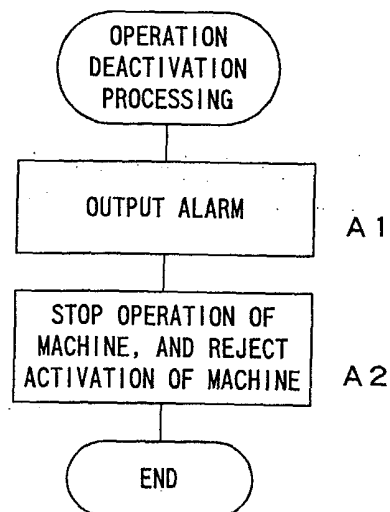 OPERATION
DEACTIVATION
PROCESSING
OUTPUT ALARM
A1
STOP OPERATION OF
MACHINE, AND REJECT
ACTIVATION OF MACHINE
A2
END